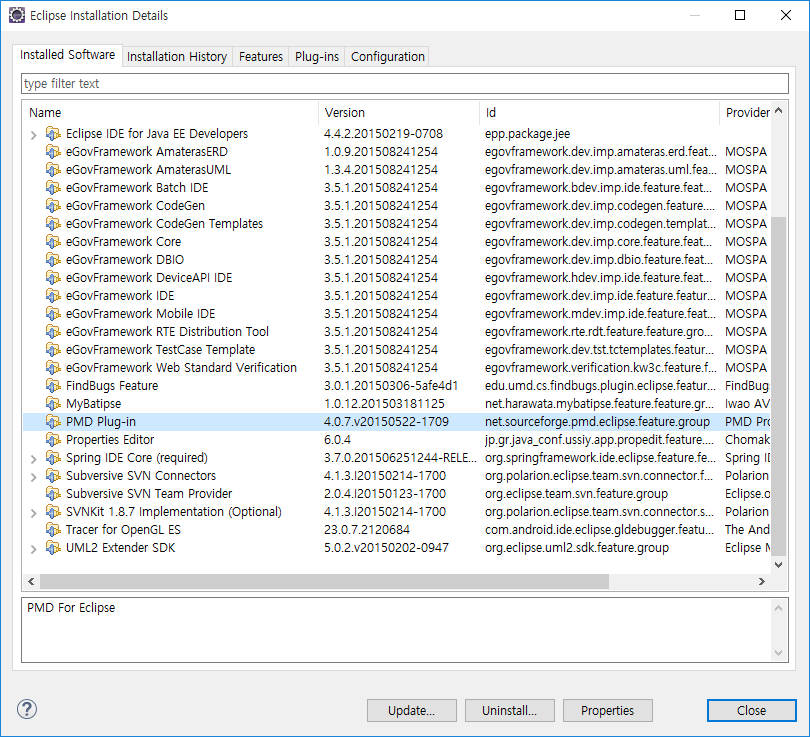 Eclipse Installation Details
Installed Software Installation History Features Plug-ins Configuration
type filter text
Name Version Id Provider
Eclipse IDE for Java EE Developers 4.4.2.20150219-0708 epp.package.jee
eGovFramework AmaterasERD 1.0.9.201508241254 egovframework.dev.imp.amateras.erd.feat... MOSPA
eGovFramework AmaterasUML 1.3.4.201508241254 egovframework.dev.imp.amateras.uml.fea... MOSPA
eGovFramework Batch IDE 3.5.1.201508241254 egovframework.bdev.imp.ide.feature.feat... MOSPA
eGovFramework CodeGen 3.5.1.201508241254 egovframework.dev.imp.codegen.feature.... MOSPA
eGovFramework CodeGen Templates 3.5.1.201508241254 egovframework.dev.imp.codegen.templat... MOSPA
eGovFramework Core 3.5.1.201508241254 egovframework.dev.imp.core.feature.feat... MOSPA
eGovFramework DBIO 3.5.1.201508241254 egovframework.dev.imp.dbio.feature.feat... MOSPA
eGovFramework DeviceAPI IDE 3.5.1.201508241254 egovframework.hdev.imp.ide.feature.feat... MOSPA
eGovFramework IDE 3.5.1.201508241254 egovframework.dev.imp.ide.feature.featur... MOSPA
eGovFramework Mobile IDE 3.5.1.201508241254 egovframework.mdev.imp.ide.feature.feat... MOSPA
eGovFramework RTE Distribution Tool 3.5.1.201508241254 egovframework.rte.rdt.feature.feature.gro... MOSPA
eGovFramework TestCase Template 3.5.1.201508241254 egovframework.dev.tst.tctemplates.featur... MOSPA
eGovFramework Web Standard Verification 3.5.1.201508241254 egovframework.verification.kw3c.feature.f... MOSPA
FindBugs Feature 3.0.1.20150306-5afe4d1 edu.umd.cs.findbugs.plugin.eclipse.featur... FindBug
MyBatipse 1.0.12.201503181125 net.harawata.mybatipse.feature.feature.gr... Iwao AV
PMD Plug-in 4.0.7.v20150522-1709 net.sourceforge.pmd.eclipse.feature.group PMD Pro
Properties Editor 6.0.4 jp.gr.java_conf.ussiy.app.propedit.feature.... Chomak
Spring IDE Core (required) 3.7.0.201506251244-RELE... org.springframework.ide.eclipse.feature.f... Spring I
Subversive SVN Connectors 4.1.3.I20150214-1700 org.polarion.eclipse.team.svn.connector.f... Polarion
Subversive SVN Team Provider 2.0.4.I20150123-1700 org.eclipse.team.svn.feature.group Eclipse.o
SVNKit 1.8.7 Implementation (Optional) 4.1.3.I20150214-1700 org.polarion.eclipse.team.svn.connector.s... Polarion
Tracer for OpenGL ES 23.0.7.2120684 com.android.ide.eclipse.gldebugger.featu... The And
UML2 Extender SDK 5.0.2.v20150202-0947 org.eclipse.uml2.sdk.feature.group Eclipse M
PMD For Eclipse
? Update... Uninstall... Properties Close